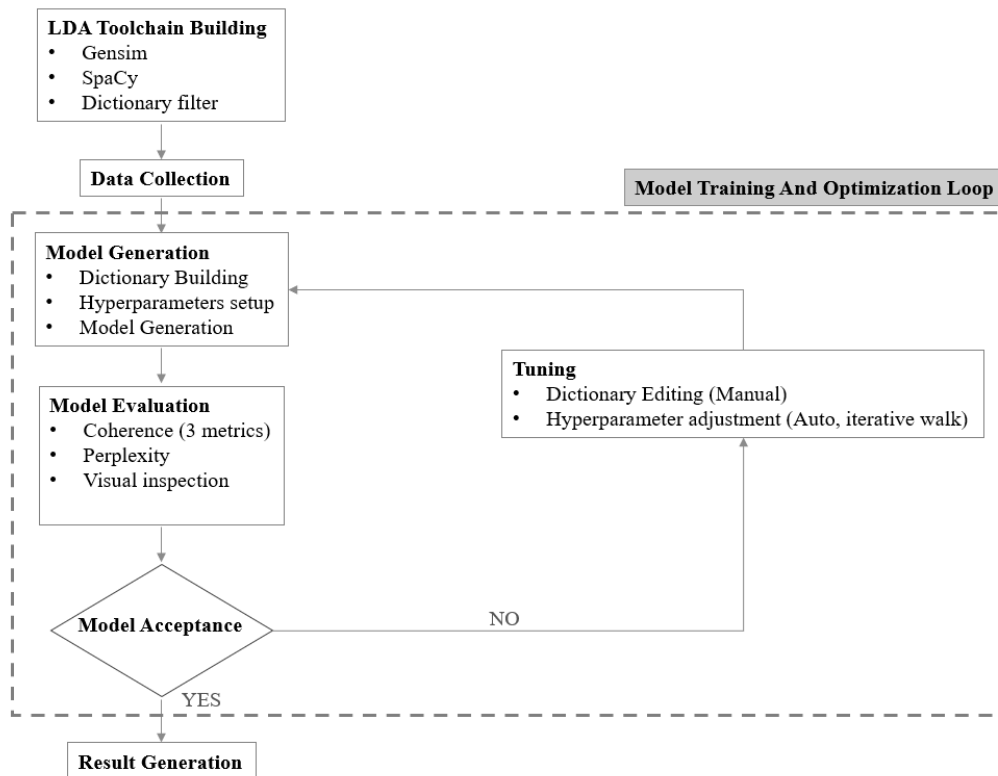 LDA Toolchain Building
• Gensim
• SpaCy
• Dictionary filter
Data Collection
Model Training And Optimization Loop
Model Generation
• Dictionary Building
• Hyperparameters setup
• Model Generation
Tuning
• Dictionary Editing (Manual)
• Hyperparameter adjustment (Auto, iterative walk)
Model Evaluation
• Coherence (3 metrics)
• Perplexity
• Visual inspection
Model Acceptance
NO
YES
Result Generation